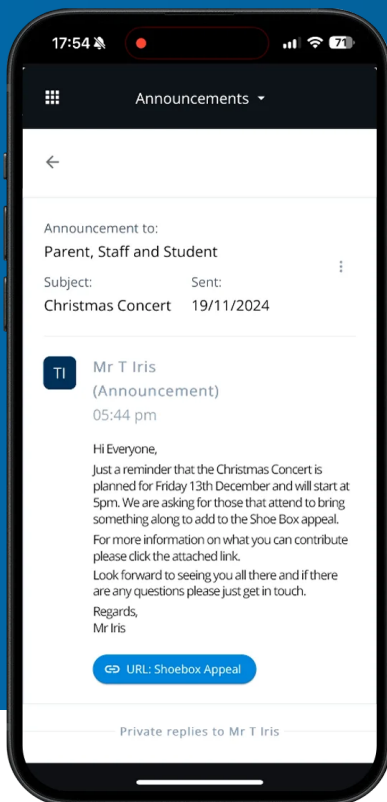 17:54
71
Announcements
Announcement to:
Parent, Staff and Student
Subject: Sent:
Christmas Concert 19/11/2024
TI
Mr T Iris
(Announcement)
05:44 pm
Hi Everyone,
Just a reminder that the Christmas Concert is
planned for Friday 13th December and will start at
5pm. We are asking for those that attend to bring
something along to add to the Shoe Box appeal.
For more information on what you can contribute
please click the attached link.
Look forward to seeing you all there and if there
are any questions please just get in touch.
Regards,
Mr Iris
URL: Shoebox Appeal
Private replies to Mr T Iris